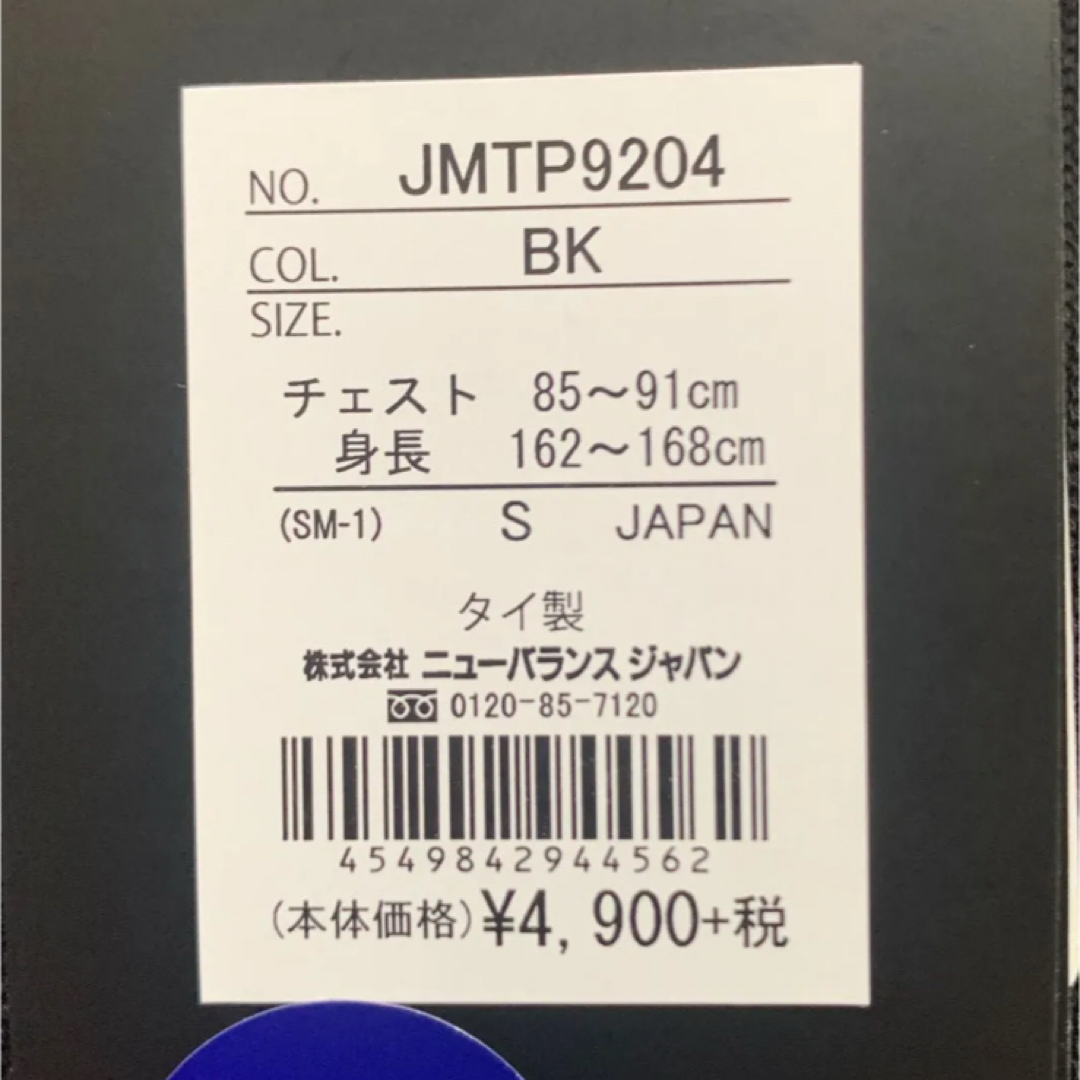 NO. JMTP9204
COL. BK
SIZE.
チェスト 85～91cm
身長 162～168cm
(SM-1) S JAPAN
タイ製
株式会社 ニューバランス ジャパン
0120-85-7120
4549842944562
(本体価格) ¥4,900+税